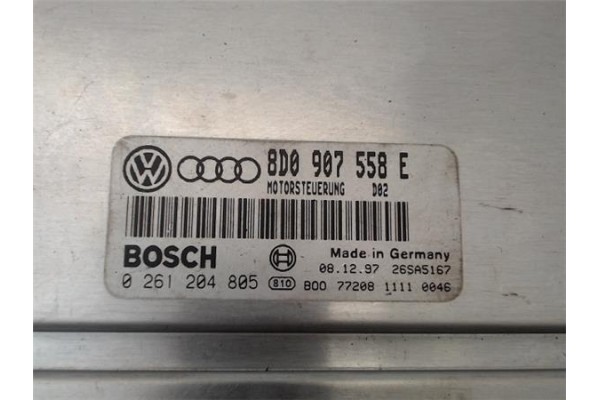 8D0 907 558 E
MOTORSTEUERUNG D02
BOSCH
Made in Germany
08.12.97 26SA5167
0 261 204 805 810 B00 77208 1111 0046